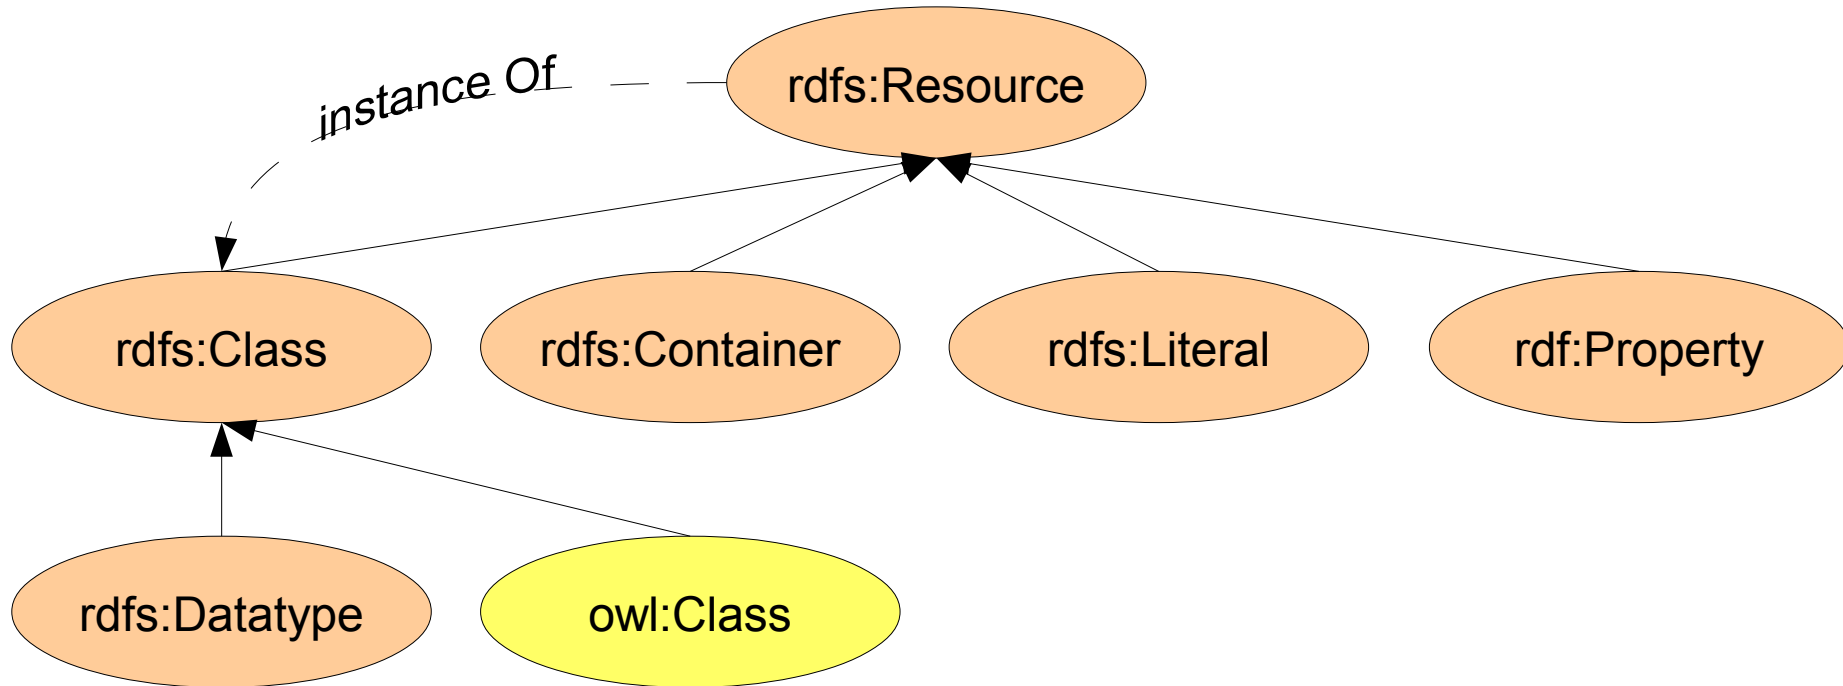 instance Of
rdfs:Resource
rdfs:Class
rdfs:Container
rdfs:Literal
rdf:Property
rdfs:Datatype
owl:Class